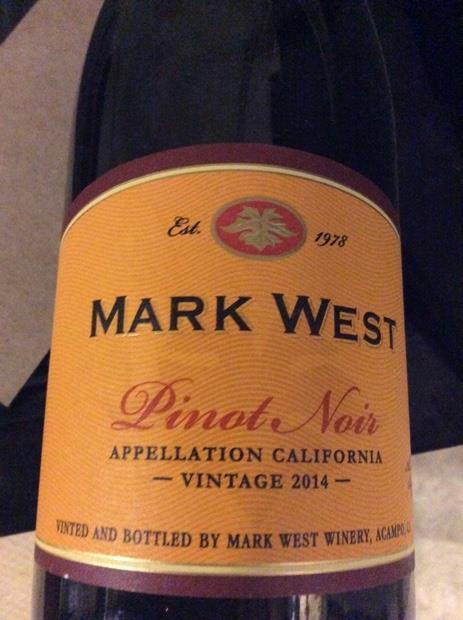 Est. 1978
MARK WEST
Pinot Noir
APPELLATION CALIFORNIA
— VINTAGE 2014 —
VINTED AND BOTTLED BY MARK WEST WINERY, ACAMPO,